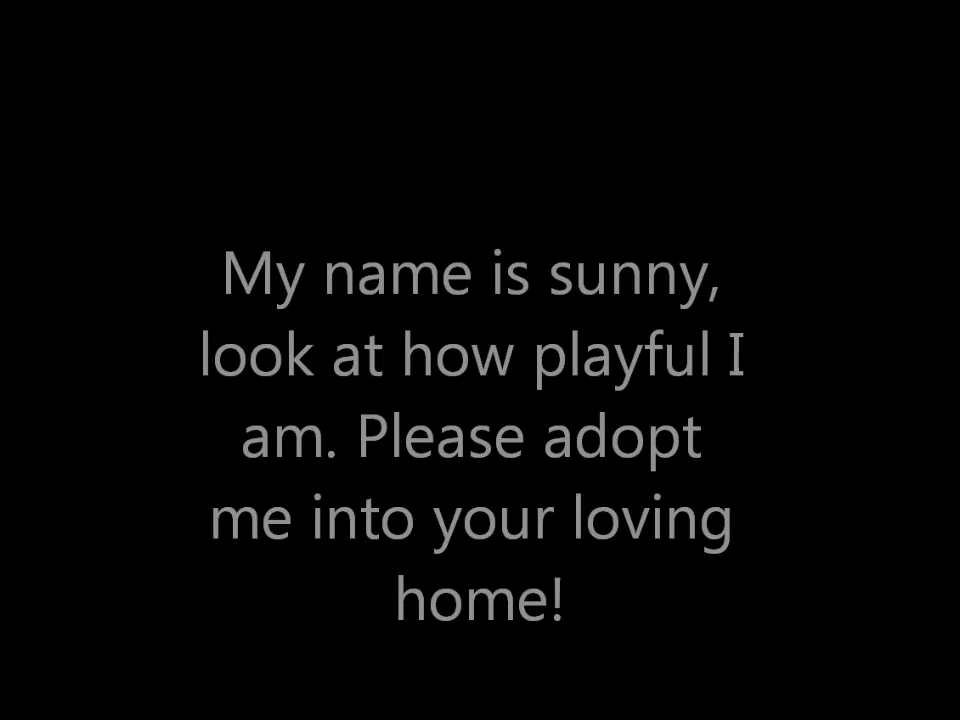 My name is sunny,
look at how playful I
am. Please adopt
me into your loving
home!